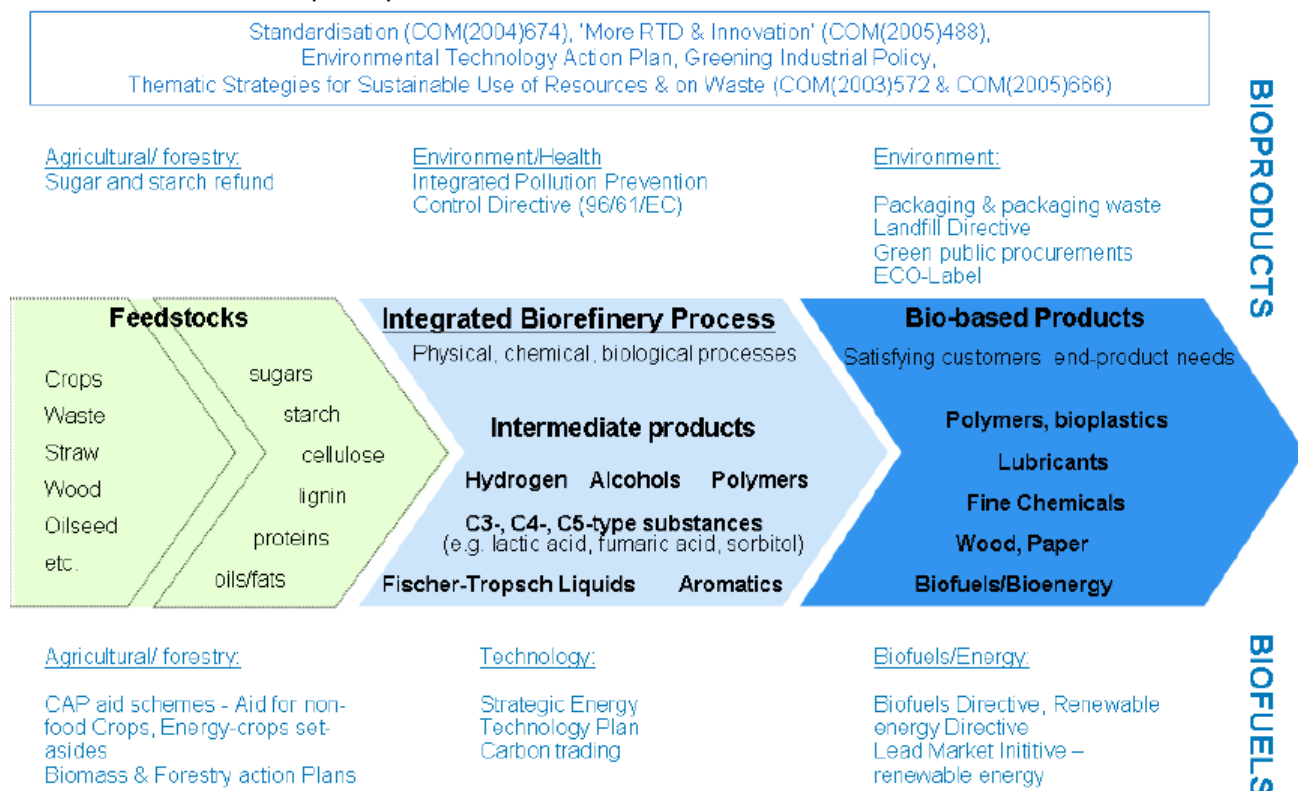 Standardisation (COM(2004)674), 'More RTD & Innovation' (COM(2005)488),
Environmental Technology Action Plan, Greening Industrial Policy,
Thematic Strategies for Sustainable Use of Resources & on Waste (COM(2003)572 & COM(2005)666)
BIOPRODUCTS
Agricultural/ forestry:
Sugar and starch refund
Environment/Health
Integrated Pollution Prevention
Control Directive (96/61/EC)
Environment:
Packaging & packaging waste
Landfill Directive
Green public procurements
ECO-Label
Feedstocks
Crops
Waste
Straw
Wood
Oilseed
etc.
sugars
starch
cellulose
lignin
proteins
oils/fats
Integrated Biorefinery Process
Physical, chemical, biological processes
Intermediate products
Hydrogen Alcohols Polymers
C3-, C4-, C5-type substances
(e.g. lactic acid, fumaric acid, sorbitol)
Fischer-Tropsch Liquids Aromatics
Bio-based Products
Satisfying customers end-product needs
Polymers, bioplastics
Lubricants
Fine Chemicals
Wood, Paper
Biofuels/Bioenergy
Agricultural/ forestry:
CAP aid schemes - Aid for non-
food Crops, Energy-crops set-
asides
Biomass & Forestry action Plans
Technology:
Strategic Energy
Technology Plan
Carbon trading
Biofuels/Energy:
Biofuels Directive, Renewable
energy Directive
Lead Market Inititive –
renewable energy
BIOFUELS